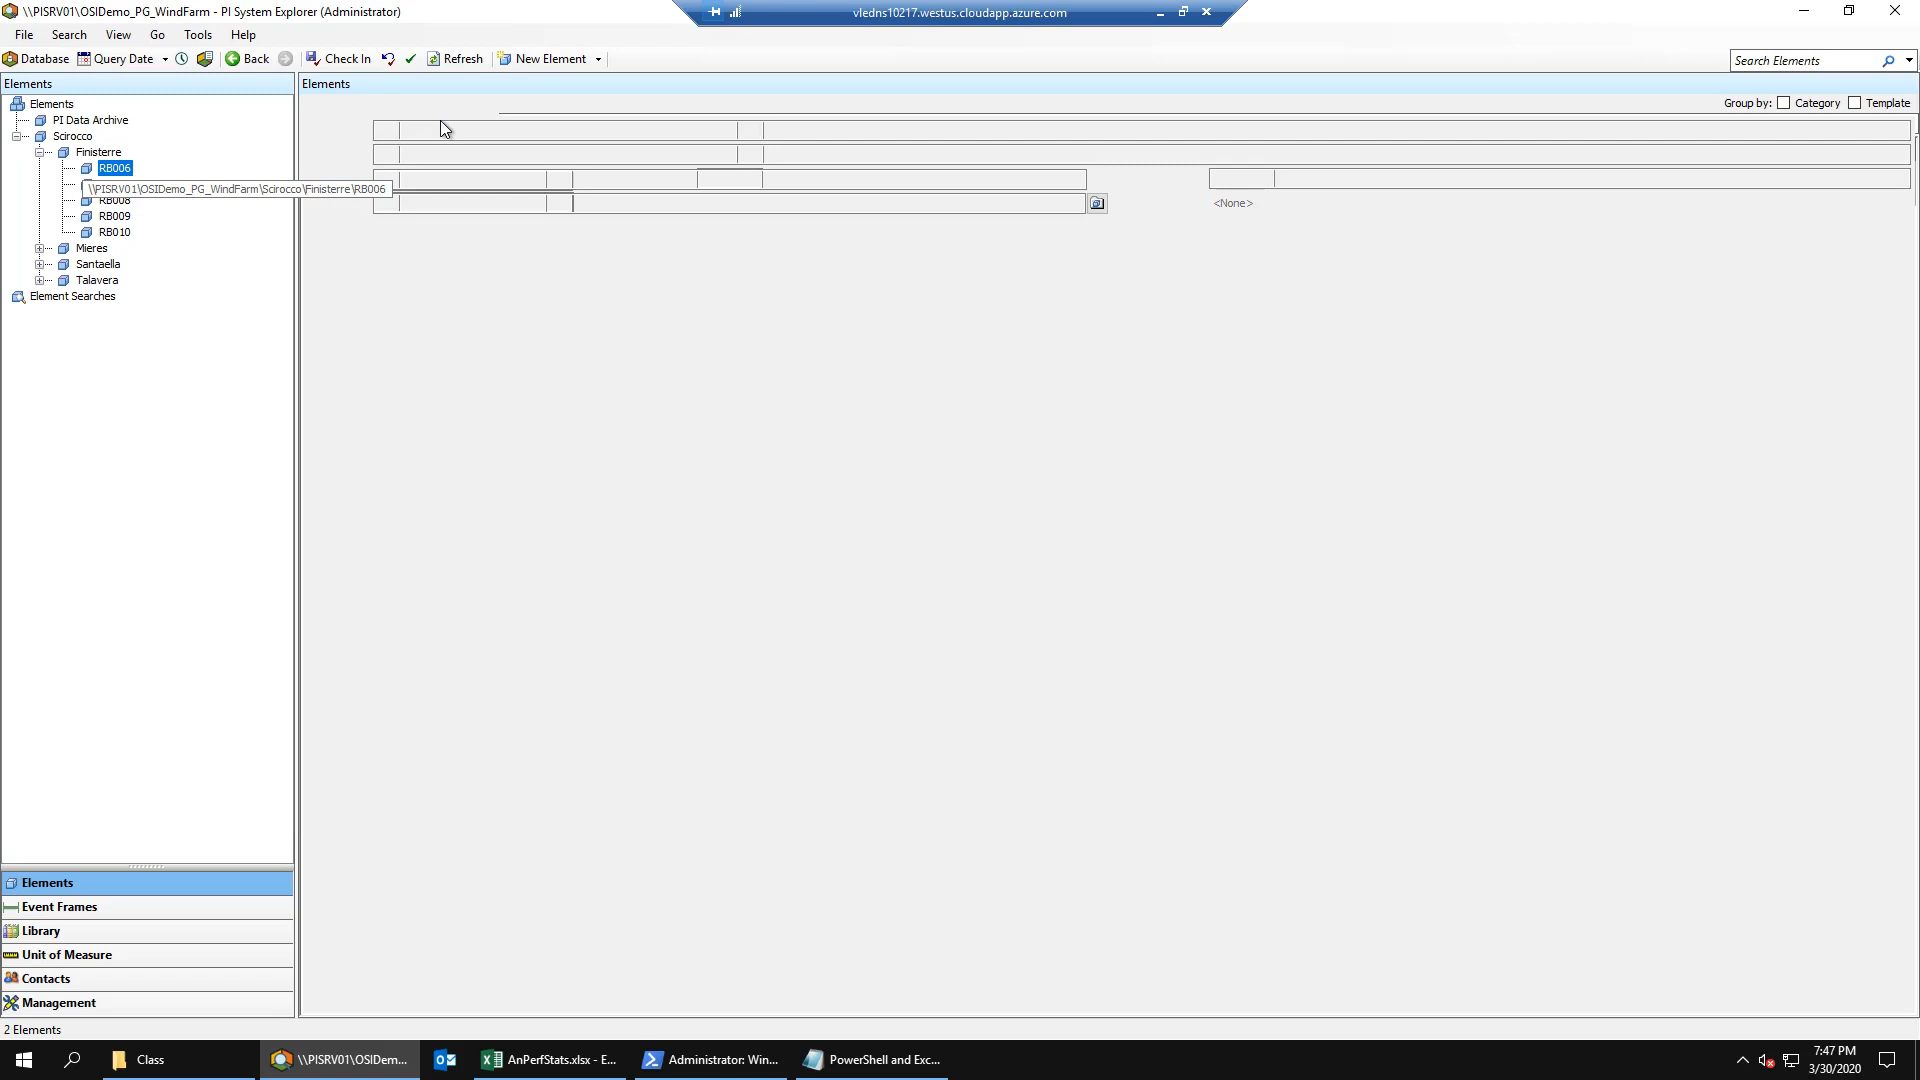 \\PISRV01\OSIDemo_PG_WindFarm - PI System Explorer (Administrator)
vledns10217.westus.cloudapp.azure.com
File Search View Go Tools Help
Database Query Date Back Check In Refresh New Element Search Elements
Elements
Elements
Group by: Category Template
Elements
PI Data Archive
Scirocco
Finisterre
RB006
\\PISRV01\OSIDemo_PG_WindFarm\Scirocco\Finisterre\RB006
RB008
RB009
RB010
Mieres
Santaella
Talavera
Element Searches
<None>
Elements
Event Frames
Library
Unit of Measure
Contacts
Management
2 Elements
Class
\\PISRV01\OSIDem...
AnPerfStats.xlsx - E...
Administrator: Win...
PowerShell and Exc...
7:47 PM
3/30/2020